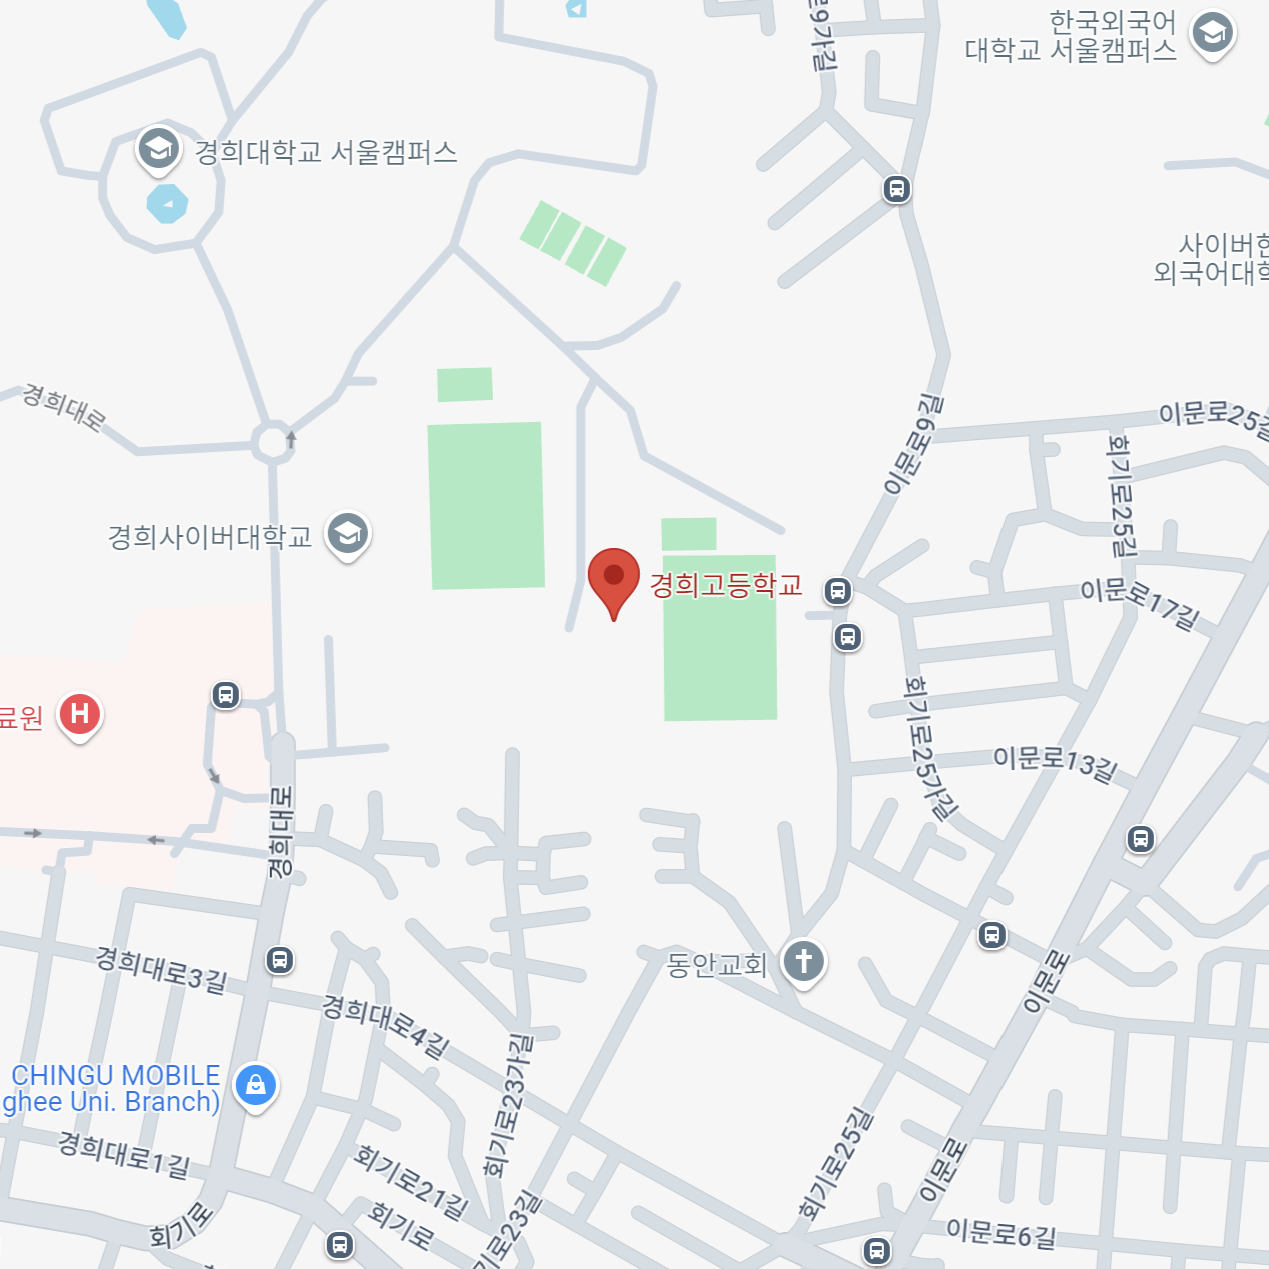 로9가길
한국외국어
대학교 서울캠퍼스
경희대학교 서울캠퍼스
사이버한
외국어대학
경희대로
이문로9길
이문로25길
회기로25길
경희사이버대학교
경희고등학교
이문로17길
회기로25가길
료원
H
이문로13길
경희대로
경희대로3길
동안교회
이문로
경희대로4길
CHINGU MOBILE
ghee Uni. Branch)
회기로23가길
경희대로1길
회기로21길
회기로25길
이문로
회기로
회기로
기로23길
이문로6길